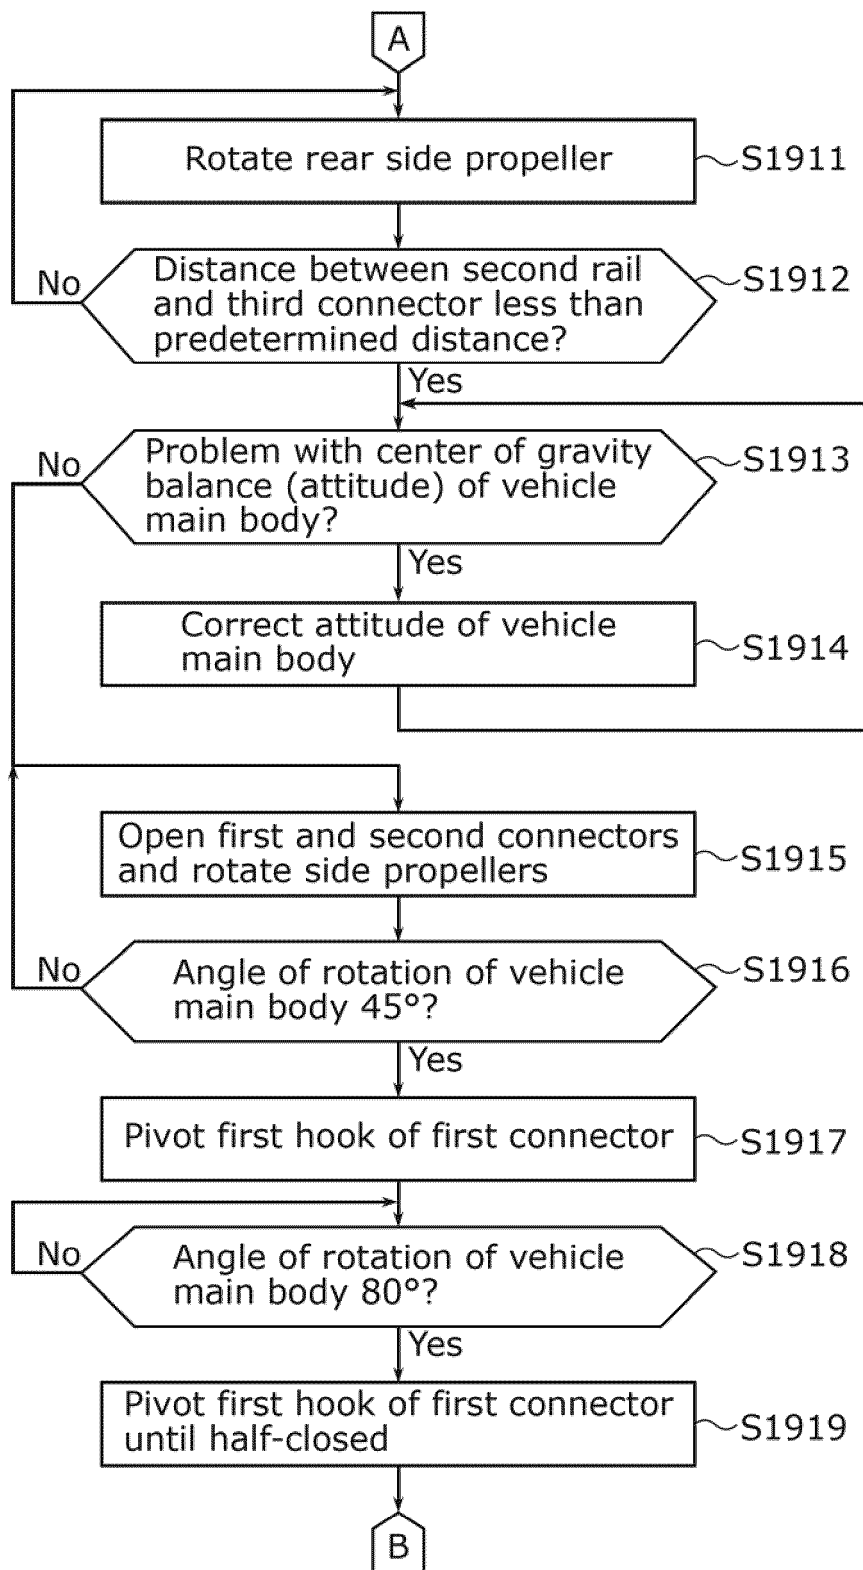 A
Rotate rear side propeller
S1911
No
Distance between second rail
and third connector less than
predetermined distance?
S1912
Yes
No
Problem with center of gravity
balance (attitude) of vehicle
main body?
S1913
Yes
Correct attitude of vehicle
main body
S1914
Open first and second connectors
and rotate side propellers
S1915
No
Angle of rotation of vehicle
main body 45°?
S1916
Yes
Pivot first hook of first connector
S1917
No
Angle of rotation of vehicle
main body 80°?
S1918
Yes
Pivot first hook of first connector
until half-closed
S1919
B